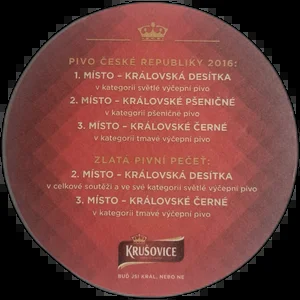 PIVO ČESKÉ REPUBLIKY 2016:
1. MÍSTO – KRÁLOVSKÁ DESÍTKA
v kategorii světlé výčepní pivo
2. MÍSTO – KRÁLOVSKÉ PŠENIČNÉ
v kategorii pšeničné pivo
3. MÍSTO – KRÁLOVSKÉ ČERNÉ
v kategorii tmavé výčepní pivo
ZLATÁ PIVNÍ PEČEŤ:
2. MÍSTO – KRÁLOVSKÁ DESÍTKA
v celkové soutěži a ve své kategorii světlé výčepní pivo
3. MÍSTO – KRÁLOVSKÉ ČERNÉ
v kategorii tmavé výčepní pivo
KRUŠOVICE
BUĎ JSI KRÁL, NEBO NE